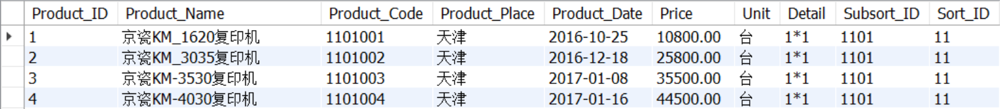 Product_ID Product_Name Product_Code Product_Place Product_Date Price Unit Detail Subsort_ID Sort_ID
1 京瓷KM_1620复印机 1101001 天津 2016-10-25 10800.00 台 1*1 1101 11
2 京瓷KM_3035复印机 1101002 天津 2016-12-18 25800.00 台 1*1 1101 11
3 京瓷KM-3530复印机 1101003 天津 2017-01-08 35500.00 台 1*1 1101 11
4 京瓷KM-4030复印机 1101004 天津 2017-01-16 44500.00 台 1*1 1101 11